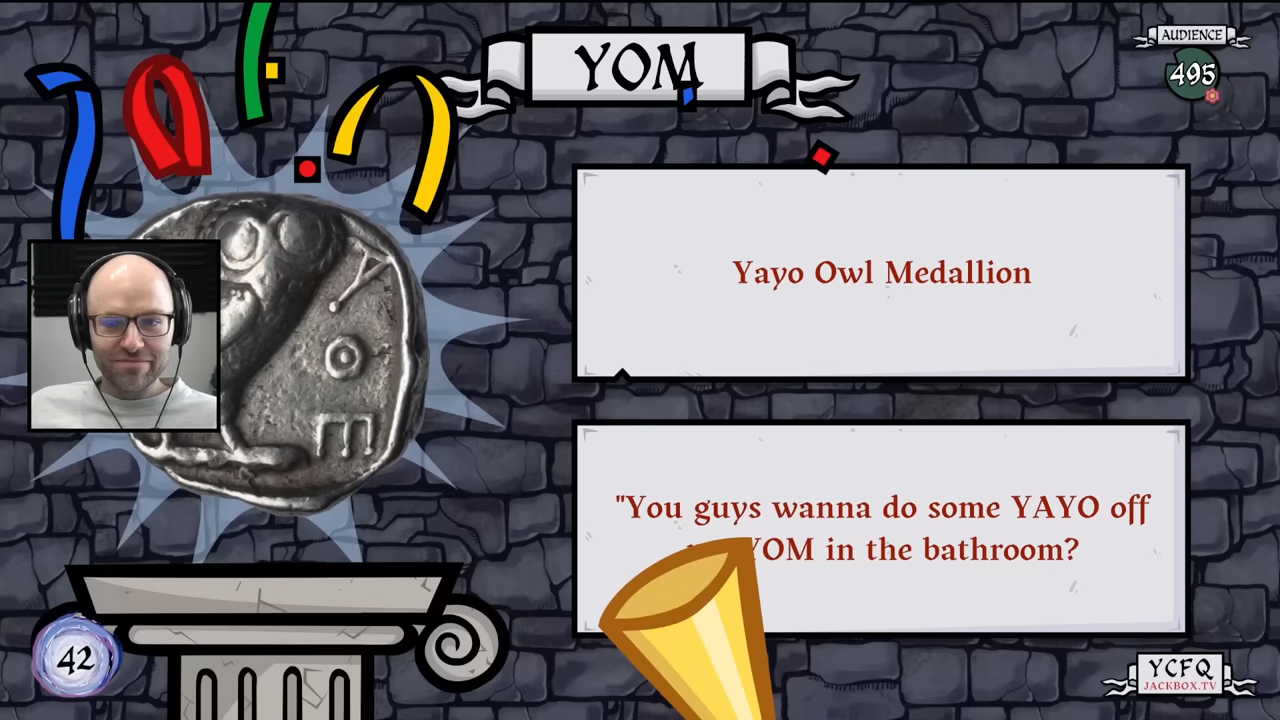 YOM
AUDIENCE
495
Yayo Owl Medallion
"You guys wanna do some YAYO off
YOM in the bathroom?
Y
O
E
42
YCFQ
JACKBOX.TV